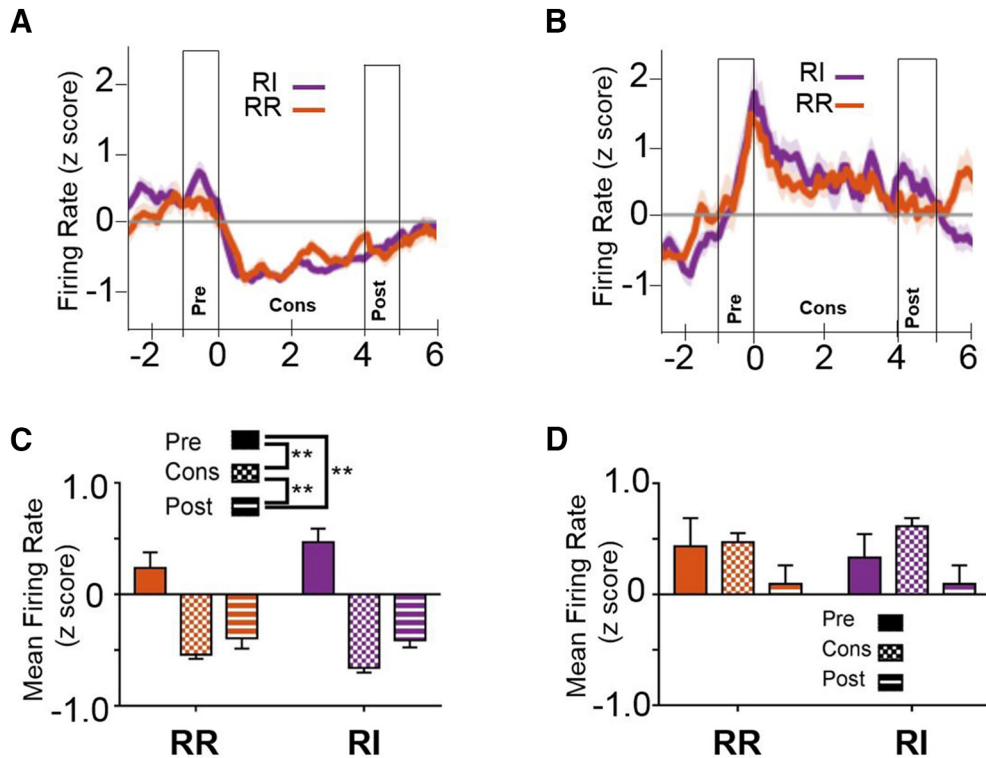 A
Firing Rate (z score)
2
1
0
-1
RI
RR
Pre
Cons
Post
-2
0
2
4
6
B
Firing Rate (z score)
2
1
0
-1
RI
RR
Pre
Cons
Post
-2
0
2
4
6
C
Pre
Cons
Post
**
**
**
Mean Firing Rate
(z score)
1.0
0
-1.0
RR
RI
D
Mean Firing Rate
(z score)
1.0
0
-1.0
Pre
Cons
Post
RR
RI